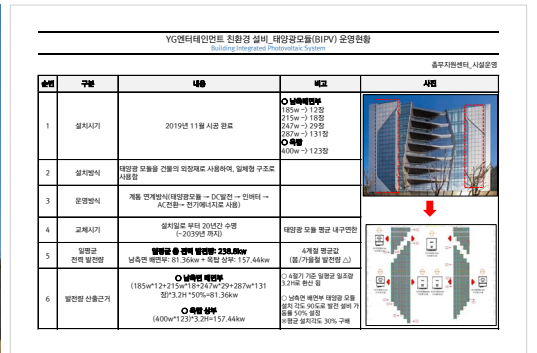 YG엔터테인먼트 친환경 설비_태양광모듈(BIPV) 운영현황
Building Integrated Photovoltaic System
총무지원센터_시설운영
순번 구분 내용 비고 사진
1 설치시기 2019년 11월 시공 완료
○ 남측메면부
185w -> 12장
215w -> 18장
247w -> 29장
287w -> 131장
○ 옥탑
400w -> 123장
2 설치방식
태양광 모듈을 건물의 외장재로 사용하여, 일체형 구조로
사용함
3 운영방식
계통 연계방식(태양광모듈 → DC발전 → 인버터 →
AC전환→ 전기에너지로 사용)
4 교체시기
설치일로 부터 20년간 수명
(~2039년 까지)
태양광 모듈 평균 내구연한
5
일평균
전력 발전량
일평균 총 전력 발전량: 238.8kw
남측면 베면부: 81.36kw + 옥탑 상부: 157.44kw
4계절 평균값
(봄/가을철 발전량 △)
6 발전량 산출근거
○ 남측면 메면부
(185w*12+215w*18+247w*29+287w*131
장)*3.2H *50%=81.36kw
○ 옥탑 상부
(400w*123)*3.2H=157.44kw
○ 4절기 기준 일평균 일조량
3.2H로 환산 됨
○ 남측면 베면부 태양광 모듈
설치 각도 90도로 발전 설비 가
동률 50% 설정
※평균 설치각도 30% 구배